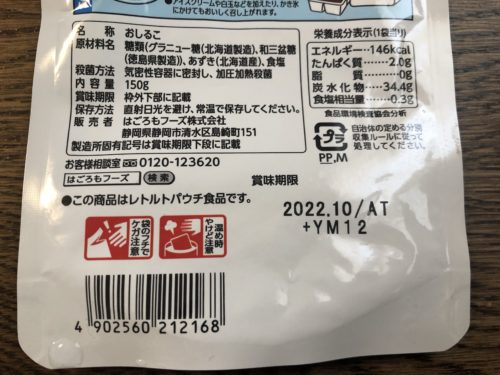 アイスクリームや白玉などを加えたり、かき氷
にかけてもおいしく召し上がれます。
名　　称 おしるこ
原材料名 糖類(グラニュー糖(北海道製造)、和三盆糖
(徳島県製造))、あずき(北海道産)、食塩
殺菌方法 気密性容器に密封し、加圧加熱殺菌
内 容 量 150g
賞味期限 枠外下部に記載
保存方法 直射日光を避け、常温で保存してください。
販 売 者 はごろもフーズ株式会社
静岡県静岡市清水区島崎町151
製造所固有記号は賞味期限下段に記載
お客様相談室 0120-123620
はごろもフーズ 検索
●この商品はレトルトパウチ食品です。
栄養成分表示(1袋当り)
エネルギー 146kcal
たんぱく質 2.0g
脂質 0g
炭水化物 34.4g
食塩相当量 0.3g
食品環境検査協会分析
プラ
PP,M
自治体の定める分別
収集ルールに従って
処理してください。
賞味期限
2022.10/AT
+YM12
袋のフチで
ケガ注意
温め時
やけど注意
4 902560 212168